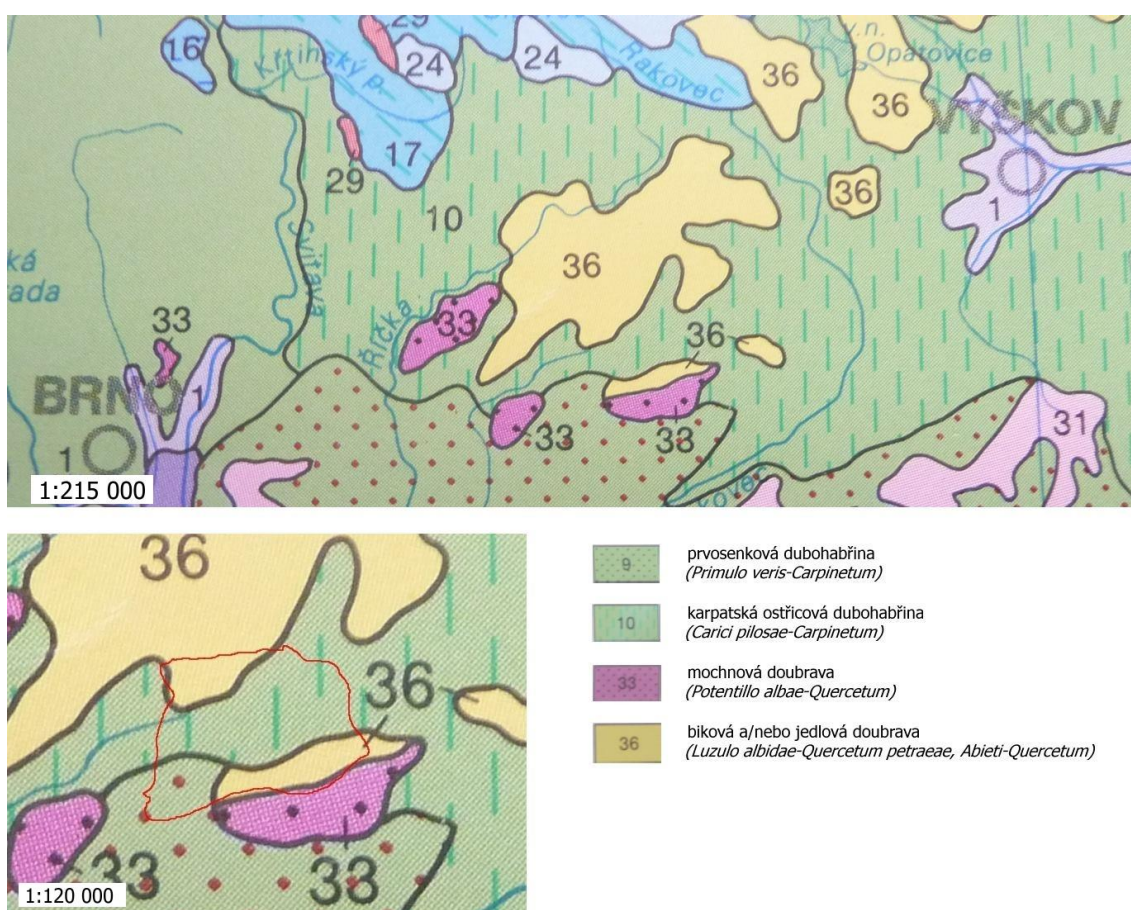 29
16
24
24
Křtinský p.
Rakovec
36
v.n.
Opatovice
36
VYŠKOV
17
29
36
1
10
Svitava
36
33
33
Říčka
36
BRNO
1
33
33
31
1
1:215 000
36
36
33
33
1:120 000
9
prvosenková dubohabřina
(Primulo veris-Carpinetum)
10
karpatská ostřicová dubohabřina
(Carici pilosae-Carpinetum)
33
mochnová doubrava
(Potentillo albae-Quercetum)
36
biková a/nebo jedlová doubrava
(Luzulo albidae-Quercetum petraeae, Abieti-Quercetum)